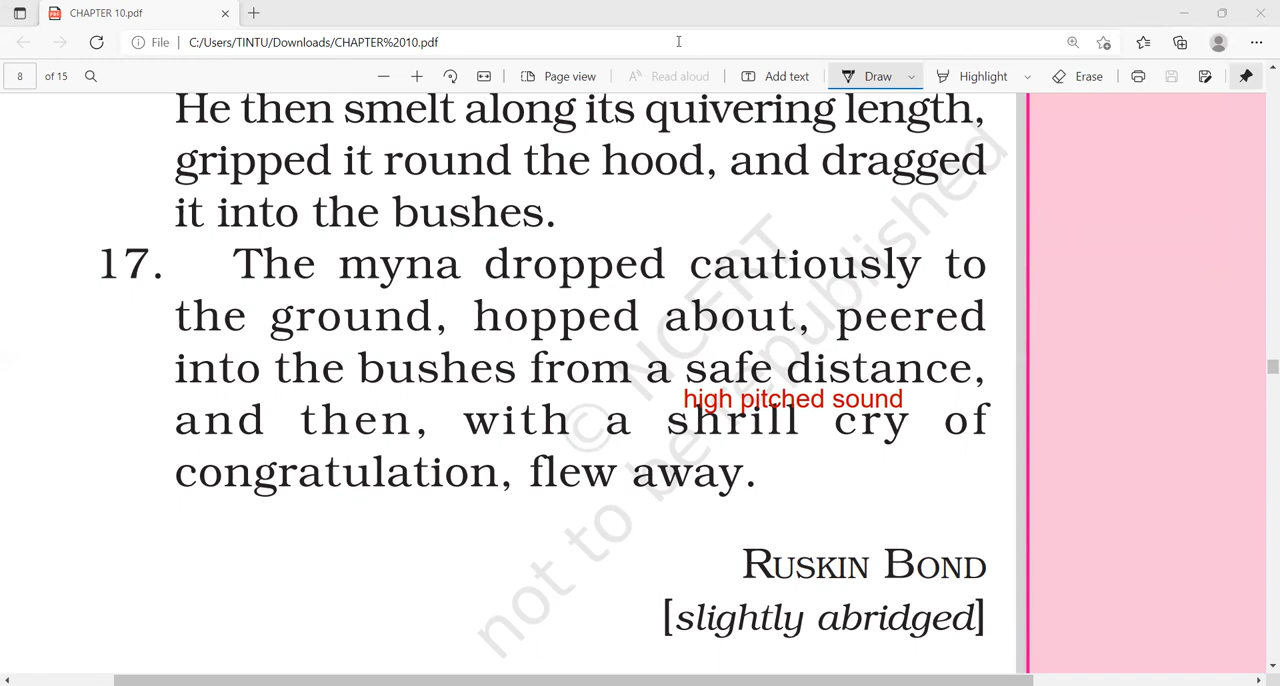 CHAPTER 10.pdf
File C:/Users/TINTU/Downloads/CHAPTER%2010.pdf
8 of 15 Page view Read aloud Add text Draw Highlight Erase
He then smelt along its quivering length,
gripped it round the hood, and dragged
it into the bushes.
17. The myna dropped cautiously to
the ground, hopped about, peered
into the bushes from a safe distance,
high pitched sound
and then, with a shrill cry of
congratulation, flew away.
RUSKIN BOND
[slightly abridged]
© NCERT
not to be republished